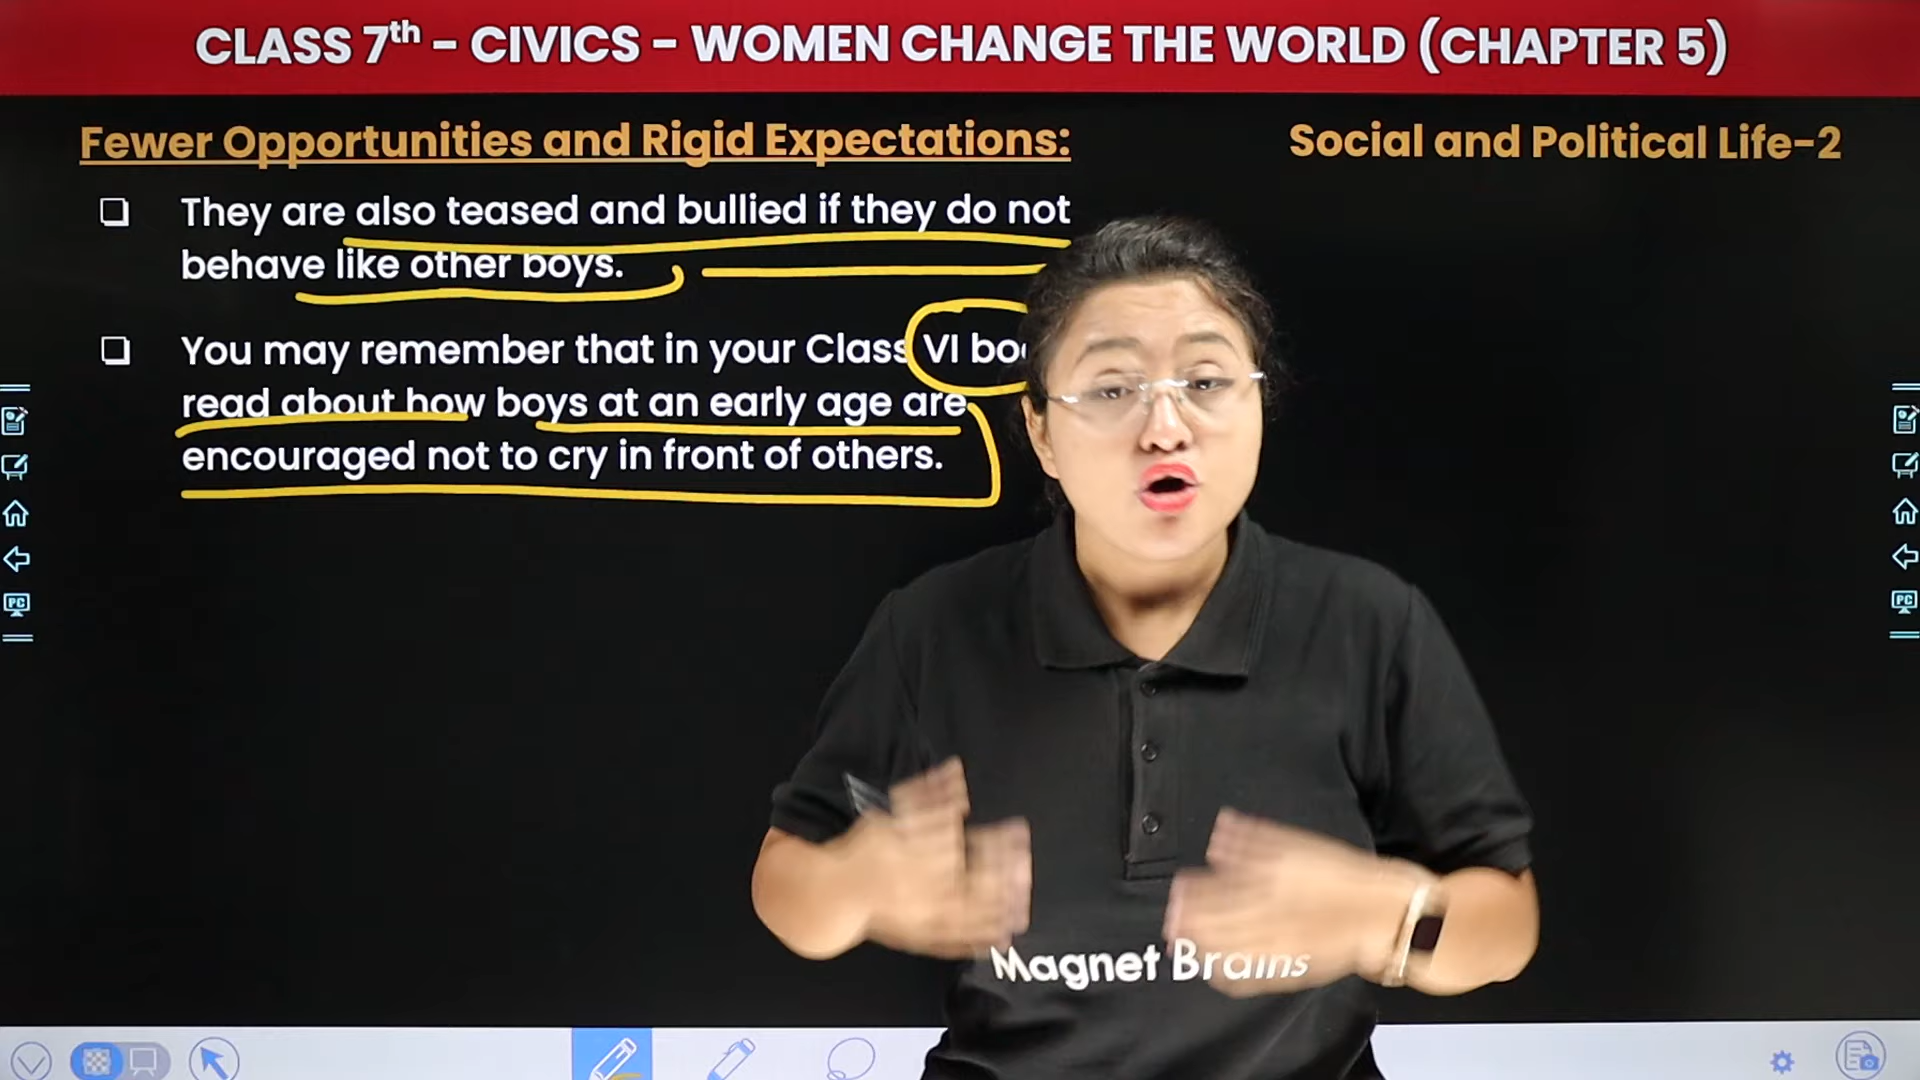 CLASS 7th - CIVICS - WOMEN CHANGE THE WORLD (CHAPTER 5)
Fewer Opportunities and Rigid Expectations:
Social and Political Life-2
They are also teased and bullied if they do not
behave like other boys.
You may remember that in your Class VI
read about how boys at an early age are
encouraged not to cry in front of others.
PC
PC
Magnet Brains